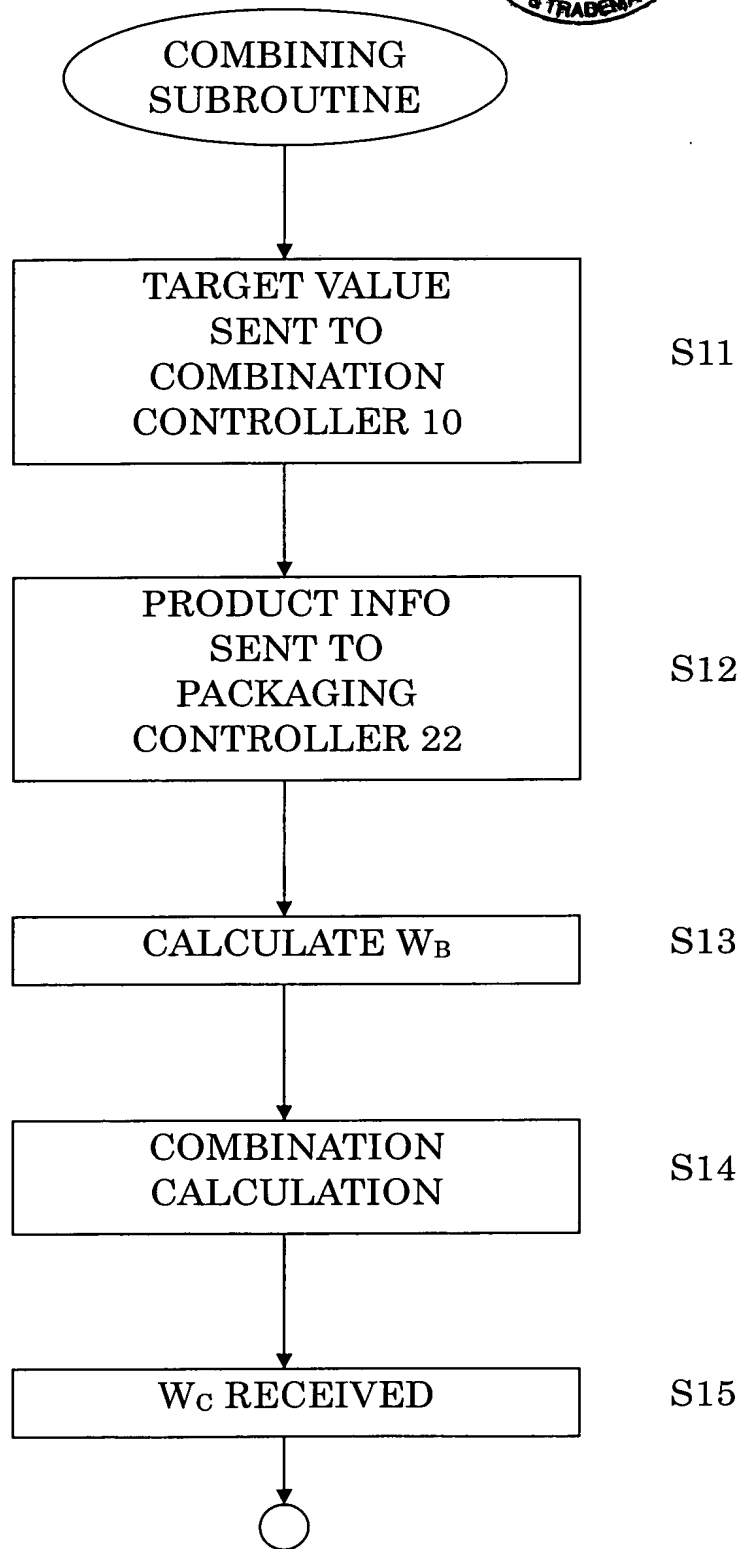 & TRADEMA
COMBINING
SUBROUTINE
TARGET VALUE
SENT TO
COMBINATION
CONTROLLER 10
S11
PRODUCT INFO
SENT TO
PACKAGING
CONTROLLER 22
S12
CALCULATE WB
S13
COMBINATION
CALCULATION
S14
WC RECEIVED
S15